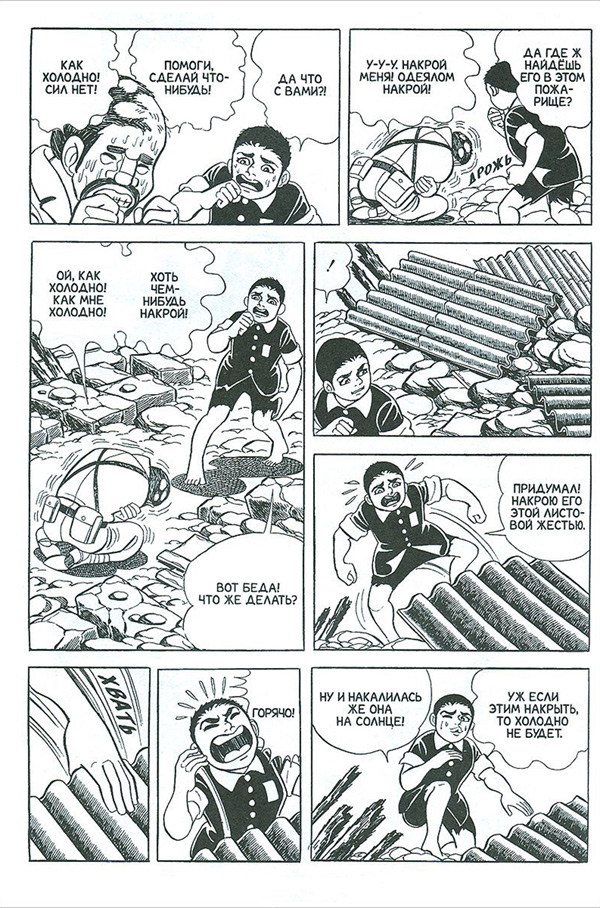 КАК
ХОЛОДНО!
СИЛ НЕТ!
ПОМОГИ,
СДЕЛАЙ ЧТО-
НИБУДЬ!
ДА ЧТО
С ВАМИ?!
У-У-У. НАКРОЙ
МЕНЯ! ОДЕЯЛОМ
НАКРОЙ!
ДА ГДЕ Ж
НАЙДЁШЬ
ЕГО В ЭТОМ
ПОЖА-
РИЩЕ?
ДРОЖЬ
ОЙ, КАК
ХОЛОДНО!
КАК МНЕ
ХОЛОДНО!
ХОТЬ
ЧЕМ-
НИБУДЬ
НАКРОЙ!
ВОТ БЕДА!
ЧТО ЖЕ ДЕЛАТЬ?
!
ПРИДУМАЛ!
НАКРОЮ ЕГО
ЭТОЙ ЛИСТО-
ВОЙ ЖЕСТЬЮ.
ХВАТЬ
ГОРЯЧО!
НУ И НАКАЛИЛАСЬ
ЖЕ ОНА
НА СОЛНЦЕ!
УЖ ЕСЛИ
ЭТИМ НАКРЫТЬ,
ТО ХОЛОДНО
НЕ БУДЕТ.